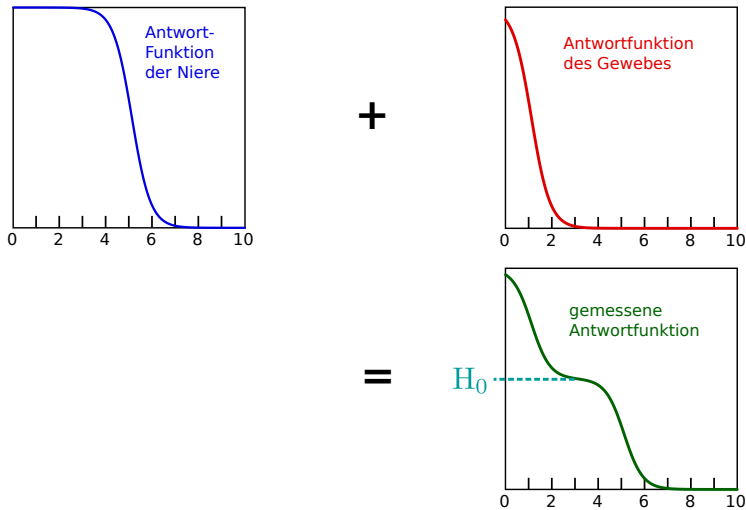 Antwort-
Funktion
der Niere
0 2 4 6 8 10
+
Antwortfunktion
des Gewebes
0 2 4 6 8 10
=
gemessene
Antwortfunktion
H0
0 2 4 6 8 10